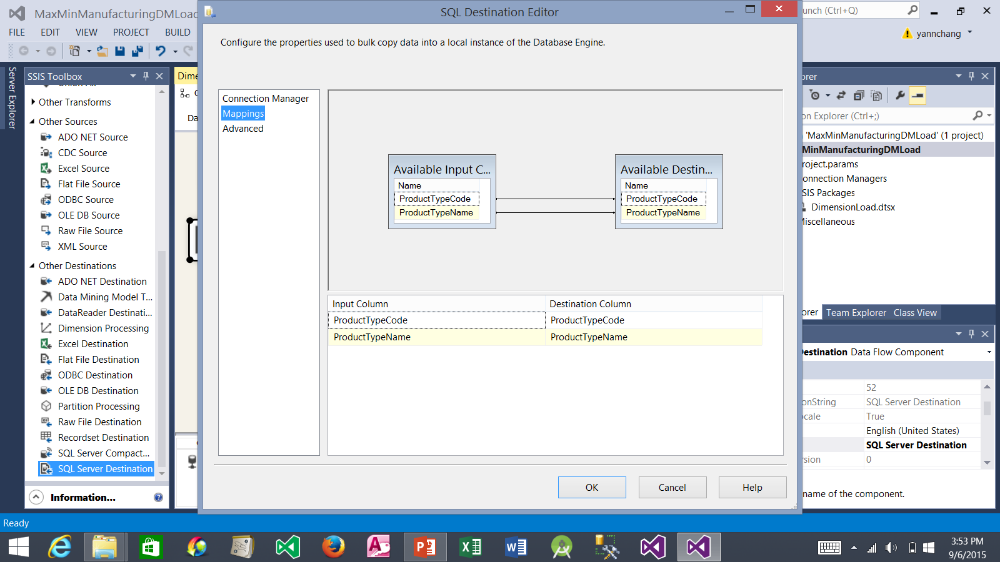 MaxMinManufacturingDMLoad
SQL Destination Editor
unch (Ctrl+Q)
FILE EDIT VIEW PROJECT BUILD
yannchang
Configure the properties used to bulk copy data into a local instance of the Database Engine.
Server Explorer
SSIS Toolbox
Other Transforms
Other Sources
ADO NET Source
CDC Source
Excel Source
Flat File Source
ODBC Source
OLE DB Source
Raw File Source
XML Source
Other Destinations
ADO NET Destination
Data Mining Model T...
DataReader Destinati...
Dimension Processing
Excel Destination
Flat File Destination
ODBC Destination
OLE DB Destination
Partition Processing
Raw File Destination
Recordset Destination
SQL Server Compact...
SQL Server Destination
Information...
Dime
Da
Connection Manager
Mappings
Advanced
Available Input C...
Name
ProductTypeCode
ProductTypeName
Available Destin...
Name
ProductTypeCode
ProductTypeName
Input Column Destination Column
ProductTypeCode ProductTypeCode
ProductTypeName ProductTypeName
OK Cancel Help
orer
on Explorer (Ctrl+;)
'MaxMinManufacturingDMLoad' (1 project)
MinManufacturingDMLoad
roject.params
onnection Managers
SIS Packages
DimensionLoad.dtsx
iscellaneous
orer Team Explorer Class View
Destination Data Flow Component
52
onString SQL Server Destination
cale True
English (United States)
SQL Server Destination
rsion 0
name of the component.
Ready
3:53 PM
9/6/2015